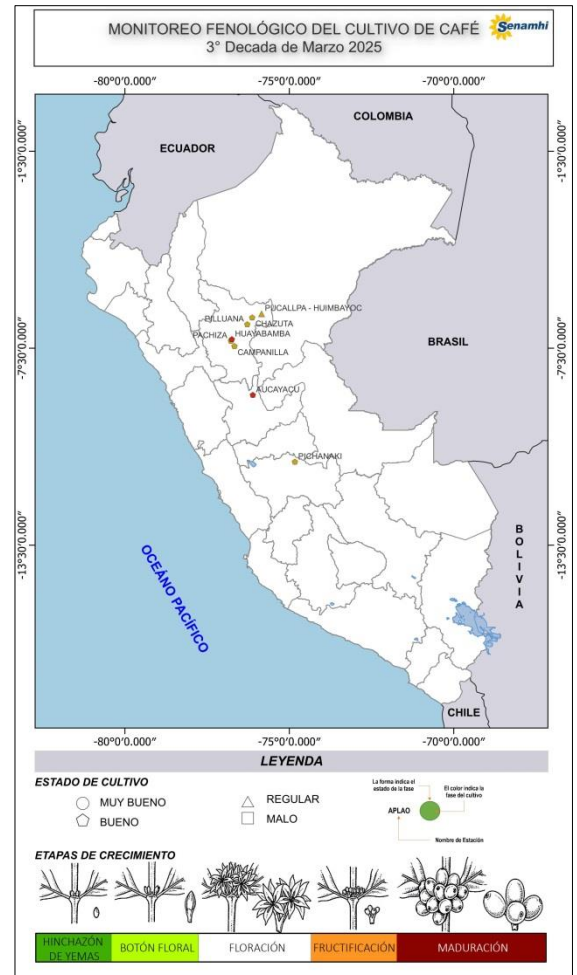 MONITOREO FENOLÓGICO DEL CULTIVO DE CAFÉ
3° Decada de Marzo 2025
Senamhi
-80°0'0.000" -75°0'0.000" -70°0'0.000"
-1°30'0.000" -1°30'0.000"
COLOMBIA
ECUADOR
PUCALLPA - HUIMBAYOC
PILLUANA
CHAZUTA
PACHIZA HUAYABAMBA
CAMPANILLA
-7°30'0.000" -7°30'0.000"
BRASIL
AUCAYACU
PICHANAKI
-13°30'0.000" -13°30'0.000"
OCEÁNO PACÍFICO
BOLIVIA
CHILE
-80°0'0.000" -75°0'0.000" -70°0'0.000"
LEYENDA
ESTADO DE CULTIVO
MUY BUENO
BUENO
REGULAR
MALO
La forma indica el
estado de la fase
El color indica la
fase del cultivo
APLAO
Nombre de Estación
ETAPAS DE CRECIMIENTO
HINCHAZÓN
DE YEMAS
BOTÓN FLORAL
FLORACIÓN
FRUCTIFICACIÓN
MADURACIÓN